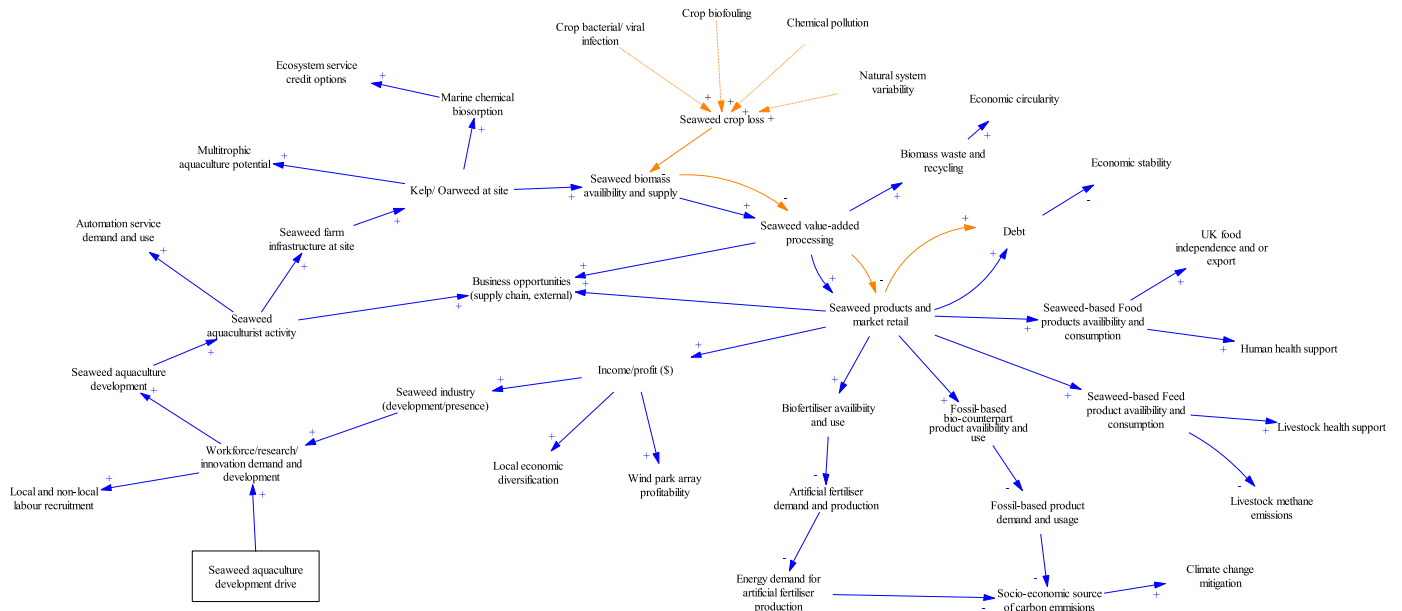 Crop biofouling
Crop bacterial/ viral
infection
Chemical pollution
Ecosystem service
credit options
Natural system
variability
Marine chemical
biosorption
Economic circularity
Seaweed crop loss
Multitrophic
aquaculture potential
Biomass waste and
recycling
Economic stability
Kelp/ Oarweed at site
Seaweed biomass
availibility and supply
Automation service
demand and use
Seaweed farm
infrastructure at site
Seaweed value-added
processing
Debt
UK food
independence and or
export
Business opportunities
(supply chain, external)
Seaweed products and
market retail
Seaweed-based Food
products availibility and
consumption
Seaweed
aquaculturist activity
Human health support
Seaweed aquaculture
development
Income/profit ($)
Seaweed industry
(development/presence)
Biofertiliser availibiity
and use
Fossil-based
bio-counterpart
product availibility and
use
Seaweed-based Feed
product availibility and
consumption
Livestock health support
Workforce/research/
innovation demand and
development
Local economic
diversification
Wind park array
profitability
Local and non-local
labour recruitment
Artificial fertiliser
demand and production
Fossil-based product
demand and usage
Livestock methane
emissions
Seaweed aquaculture
development drive
Energy demand for
artificial fertiliser
production
Socio-economic source
of carbon emmisions
Climate change
mitigation